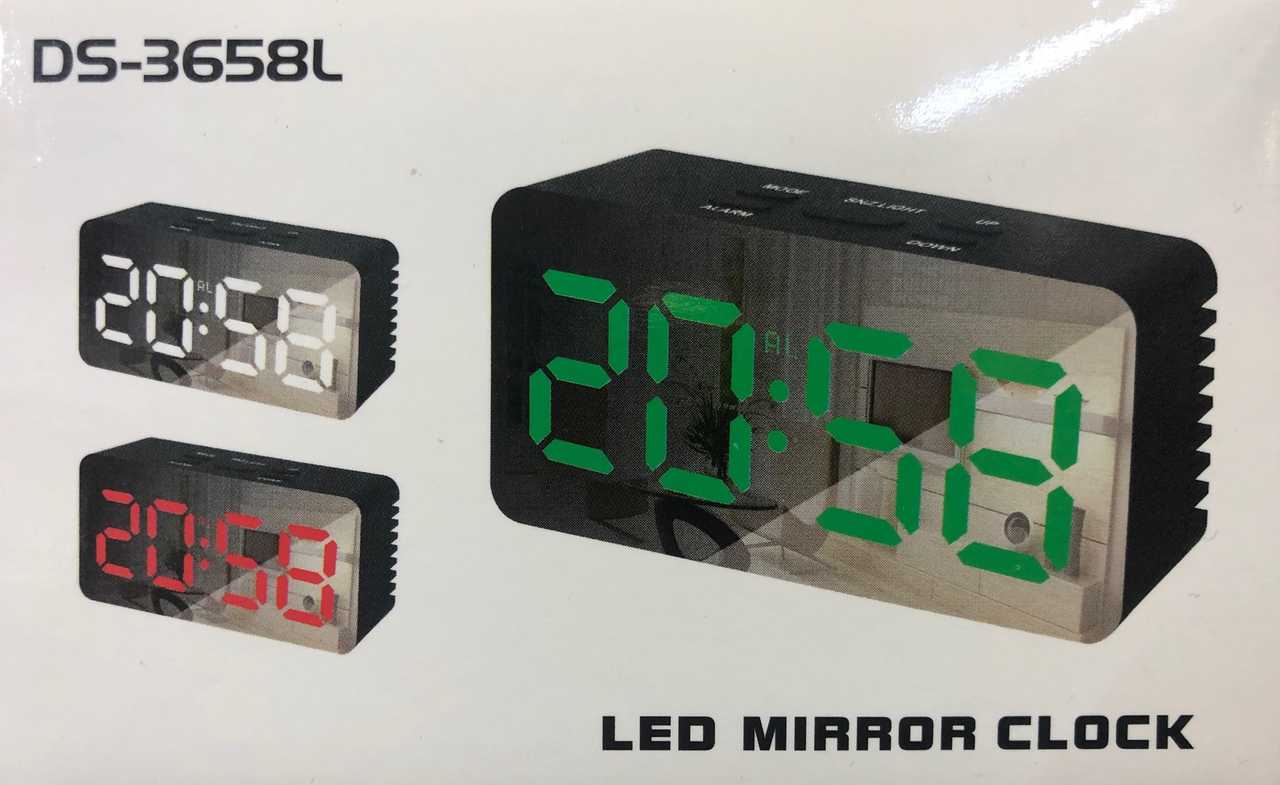 DS-3658L
MODE
SNZ LIGHT
UP
ALARM
DOWN
20:58
AL
20:58
AL
20:58
LED MIRROR CLOCK